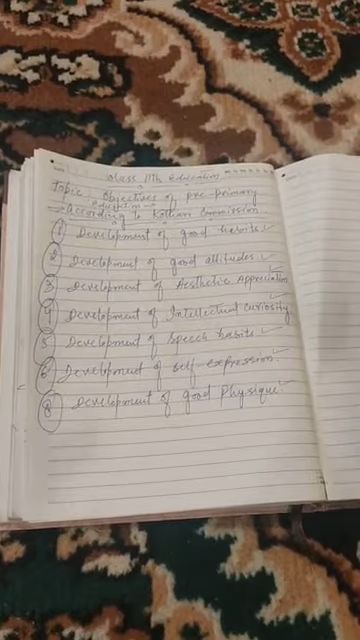 Class 11th Education
Topic: Objectives of pre-primary
education→
⇒ According to Kothari Commission
① Development of good habits. ✓
② Development of good attitudes. ✓
③ Development of Aesthetic Appreciation
④ Development of Intellectual curiosity. ✓
⑤ Development of Speech habits ✓
⑥ Development of self-expression. ✓
⑧ Development of good Physique. ✓